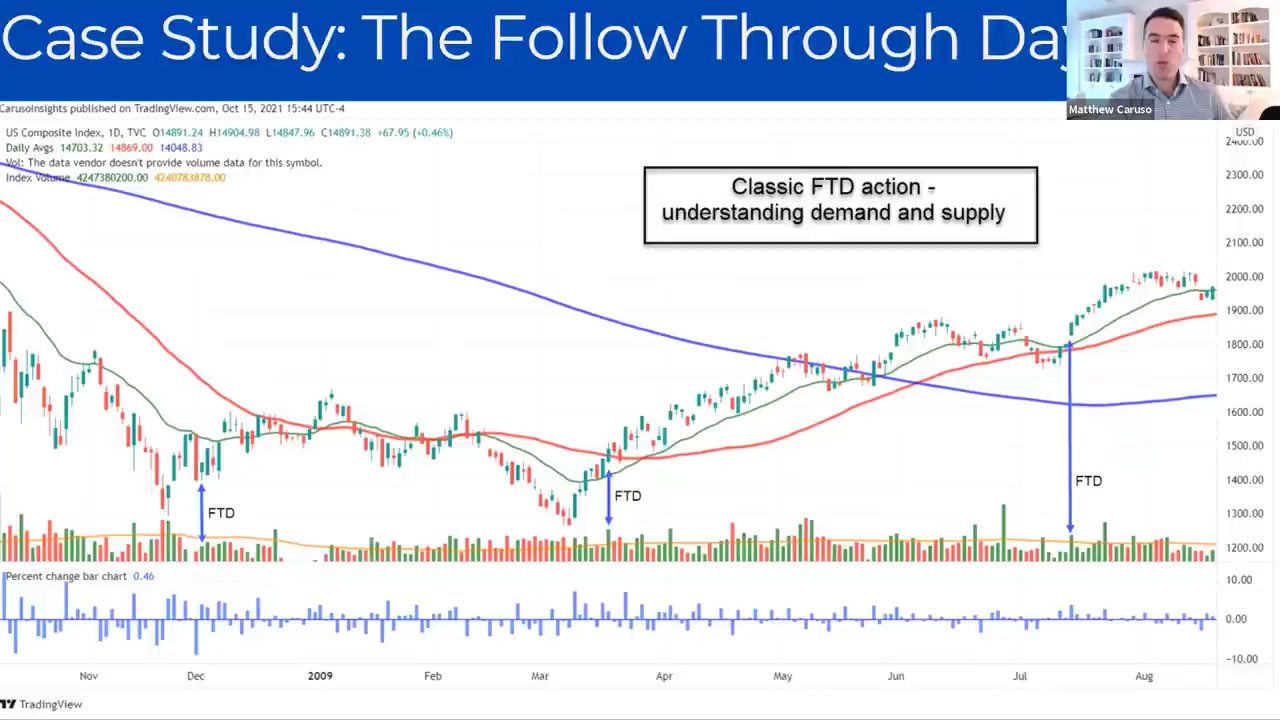 Case Study: The Follow Through Day
Matthew Caruso
CarusoInsights published on TradingView.com, Oct 15, 2021 15:44 UTC-4
US Composite Index, 1D, TVC O14891.24 H14904.98 L14847.96 C14891.38 +67.95 (+0.46%)
Daily Avgs 14703.32 14869.00 14048.83
Vol: The data vendor doesn't provide volume data for this symbol.
Index Volume 4247380200.00 4240783878.00
Classic FTD action -
understanding demand and supply
USD
2400.00
2300.00
2200.00
2100.00
2000.00
1900.00
1800.00
1700.00
1600.00
1500.00
1400.00
1300.00
1200.00
FTD
FTD
FTD
Percent change bar chart 0.46
10.00
0.00
-10.00
Nov Dec 2009 Feb Mar Apr May Jun Jul Aug
TradingView